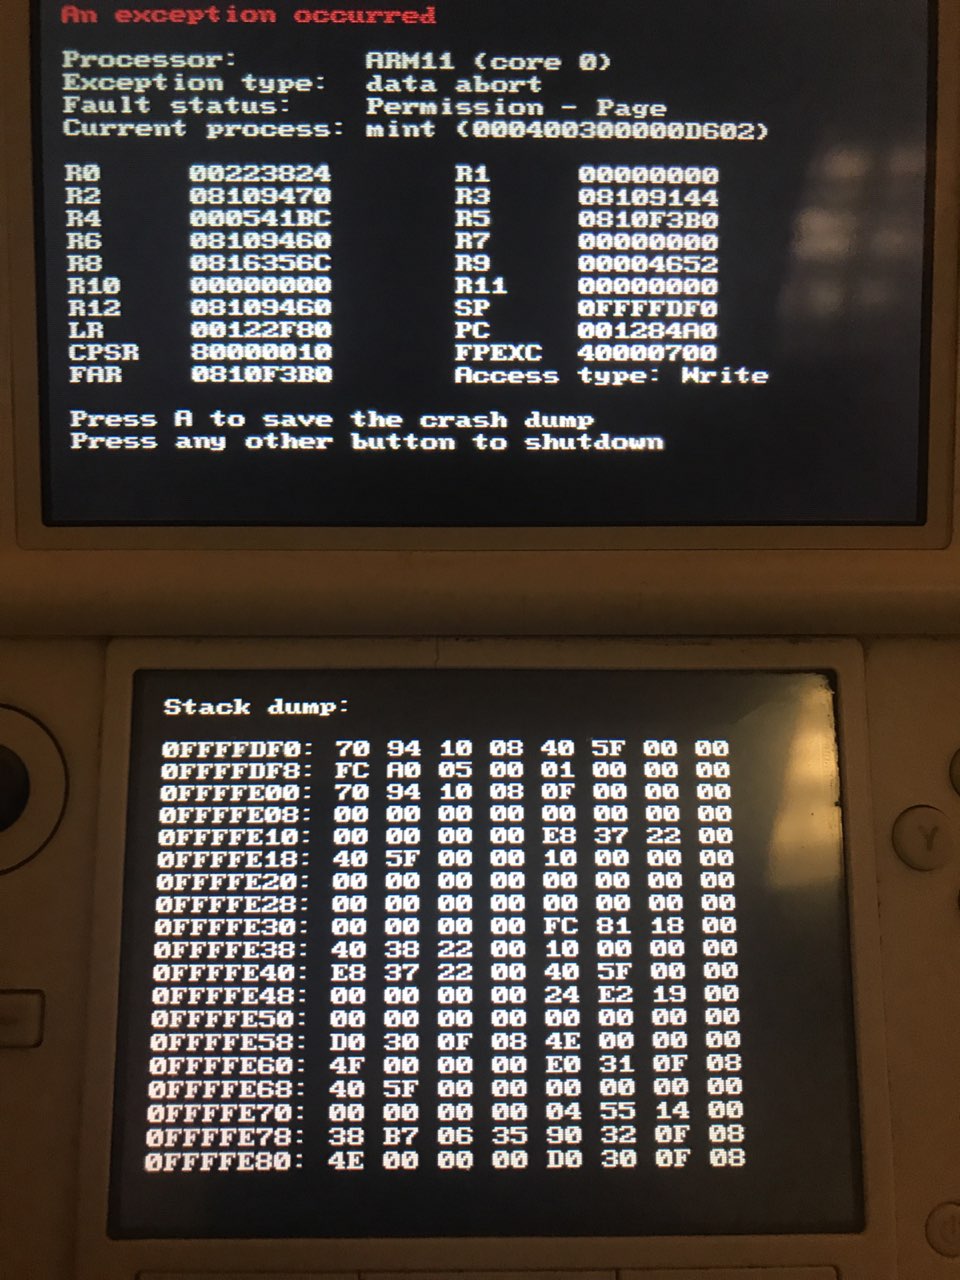 An exception occurred
Processor: ARM11 (core 0)
Exception type: data abort
Fault status: Permission - Page
Current process: mint (000400300000D602)
R0 00223824 R1 00000000
R2 08109470 R3 08109144
R4 000541BC R5 0810F3B0
R6 08109460 R7 00000000
R8 0816356C R9 00004652
R10 00000000 R11 00000000
R12 08109460 SP 0FFFFDF0
LR 00122F80 PC 001284A0
CPSR 80000010 FPEXC 40000700
FAR 0810F3B0 Access type: Write
Press A to save the crash dump
Press any other button to shutdown
Stack dump:
0FFFFDF0: 70 94 10 08 40 5F 00 00
0FFFFDF8: FC A0 05 00 01 00 00 00
0FFFFE00: 70 94 10 08 0F 00 00 00
0FFFFE08: 00 00 00 00 00 00 00 00
0FFFFE10: 00 00 00 00 E8 37 22 00
0FFFFE18: 40 5F 00 00 10 00 00 00
0FFFFE20: 00 00 00 00 00 00 00 00
0FFFFE28: 00 00 00 00 00 00 00 00
0FFFFE30: 00 00 00 00 FC 81 18 00
0FFFFE38: 40 38 22 00 10 00 00 00
0FFFFE40: E8 37 22 00 40 5F 00 00
0FFFFE48: 00 00 00 00 24 E2 19 00
0FFFFE50: 00 00 00 00 00 00 00 00
0FFFFE58: D0 30 0F 08 4E 00 00 00
0FFFFE60: 4F 00 00 00 E0 31 0F 08
0FFFFE68: 40 5F 00 00 00 00 00 00
0FFFFE70: 00 00 00 00 04 55 14 00
0FFFFE78: 38 B7 06 35 90 32 0F 08
0FFFFE80: 4E 00 00 00 D0 30 0F 08
Y